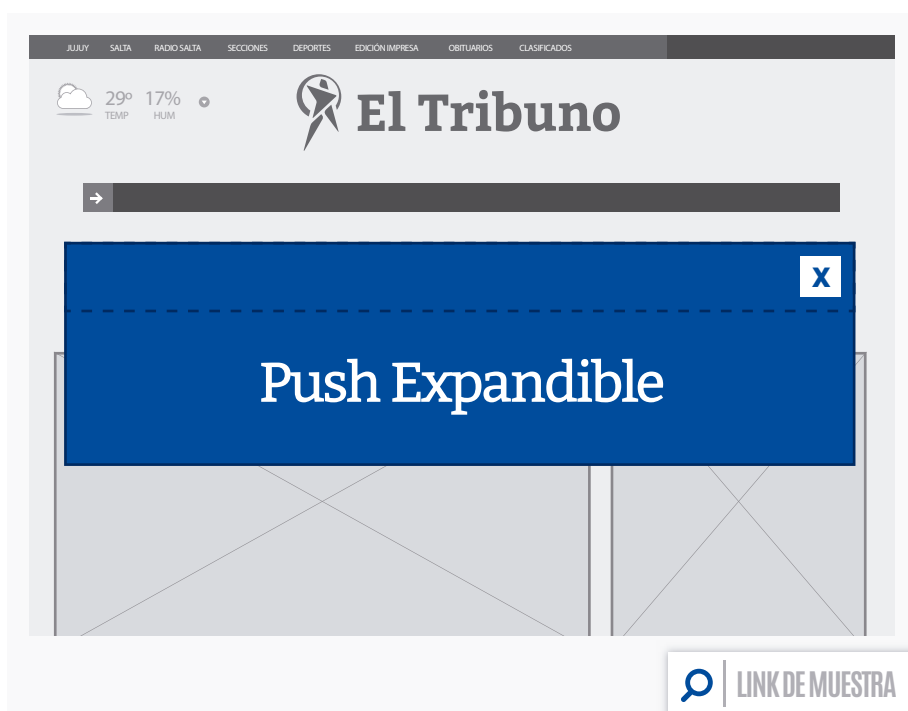 JUJUY SALTA RADIO SALTA SECCIONES DEPORTES EDICIÓN IMPRESA OBITUARIOS CLASIFICADOS
29º 17%
TEMP HUM
El Tribuno
X
Push Expandible
LINK DE MUESTRA